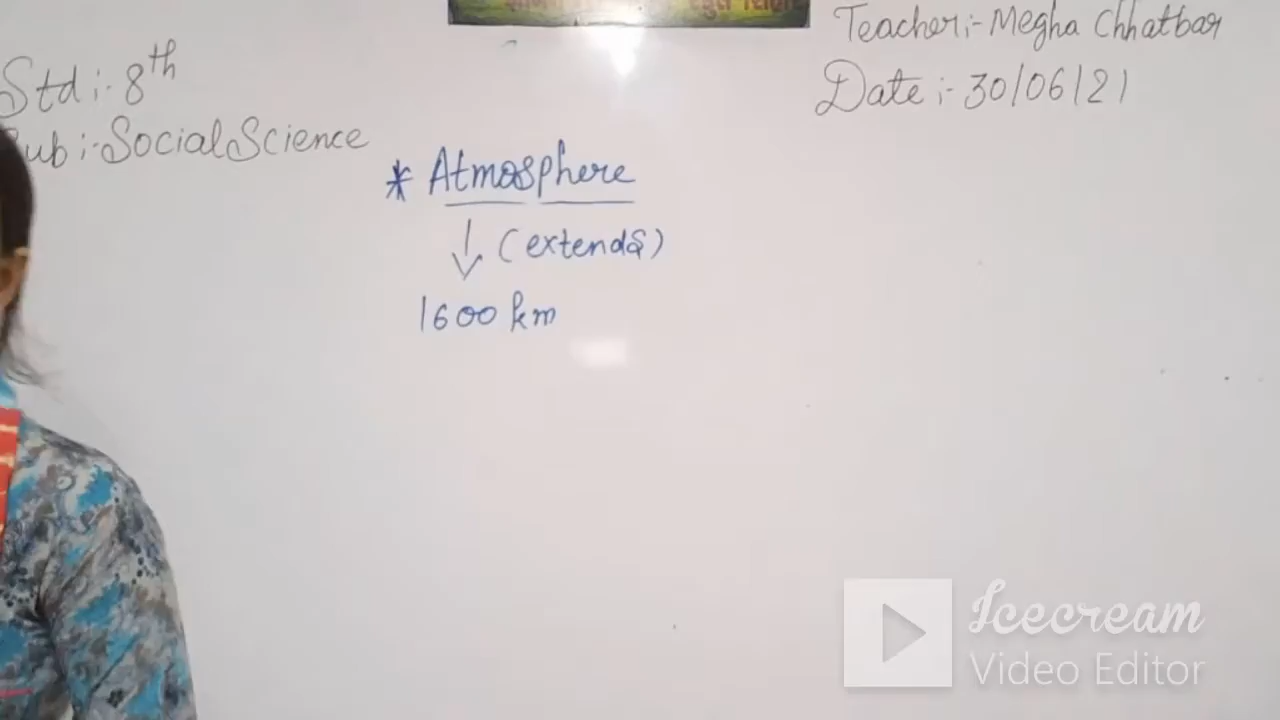 Teacher:- Megha Chhatbar
Std:- 8th
Date:- 30/06/21
Sub:- Social Science
* Atmosphere
↓ (extends)
1600 km
Icecream
Video Editor